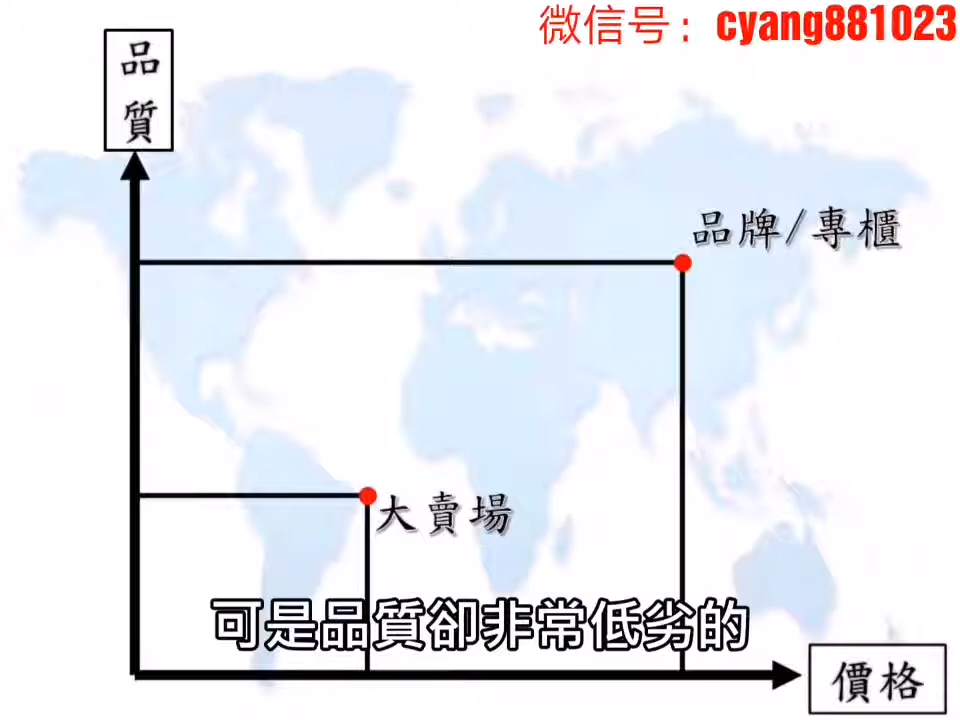 微信号：cyang881023
品
質
品牌/專櫃
大賣場
可是品質卻非常低劣的
價格